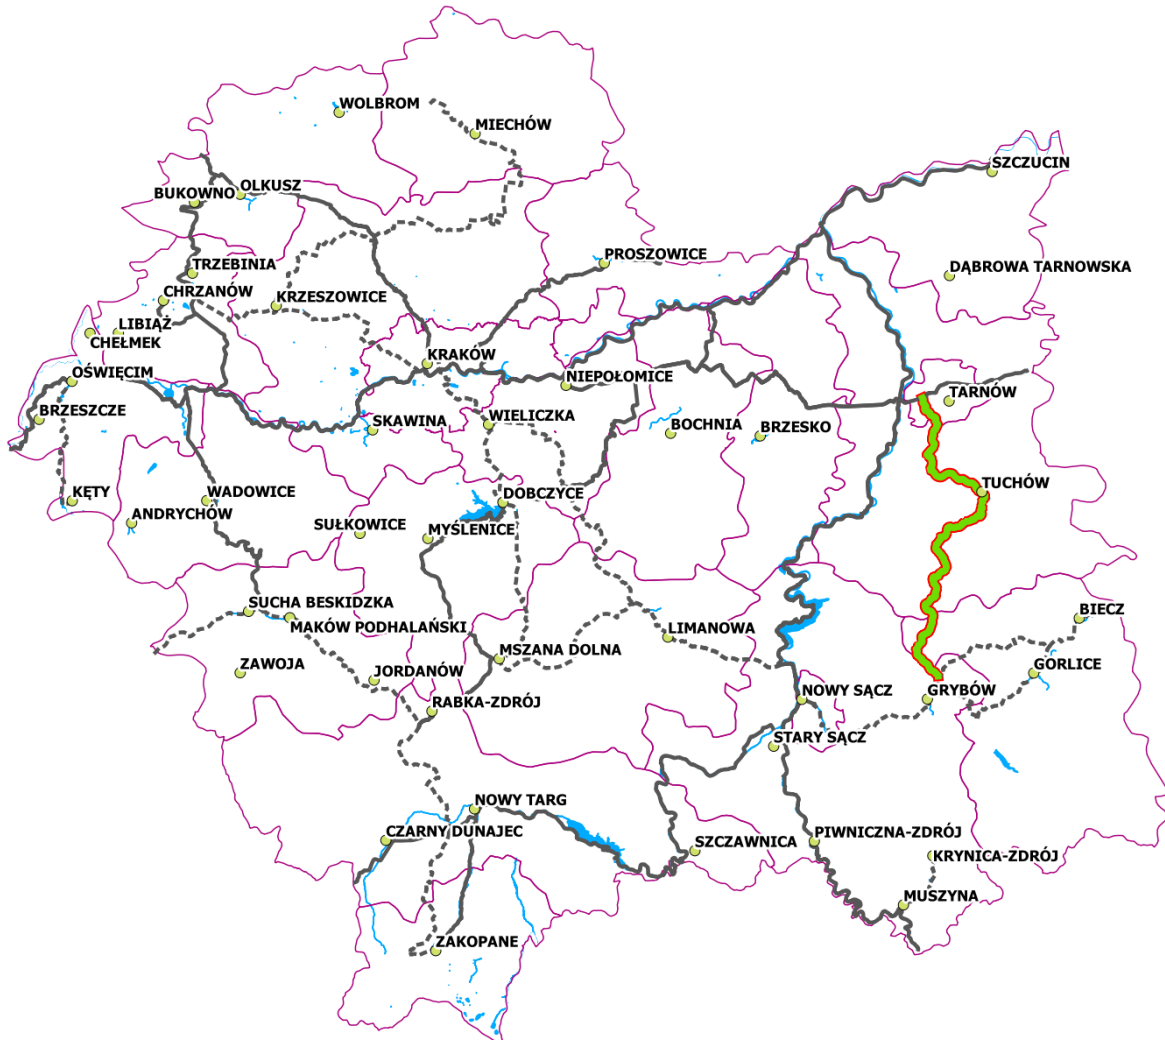 WOLBROM
MIECHÓW
SZCZUCIN
OLKUSZ
BUKOWNO
PROSZOWICE
TRZEBINIA
DĄBROWA TARNOWSKA
CHRZANÓW
KRZESZOWICE
LIBIĄŻ
CHEŁMEK
KRAKÓW
OŚWIĘCIM
NIEPOŁOMICE
TARNÓW
BRZESZCZE
WIELICZKA
SKAWINA
BOCHNIA
BRZESKO
TUCHÓW
KĘTY
WADOWICE
DOBCZYCE
ANDRYCHÓW
SUŁKOWICE
MYŚLENICE
SUCHA BESKIDZKA
BIECZ
MAKÓW PODHALAŃSKI
LIMANOWA
MSZANA DOLNA
ZAWOJA
JORDANÓW
GORLICE
NOWY SĄCZ
GRYBÓW
RABKA-ZDRÓJ
STARY SĄCZ
NOWY TARG
CZARNY DUNAJEC
SZCZAWNICA
PIWNICZNA-ZDRÓJ
KRYNICA-ZDRÓJ
MUSZYNA
ZAKOPANE